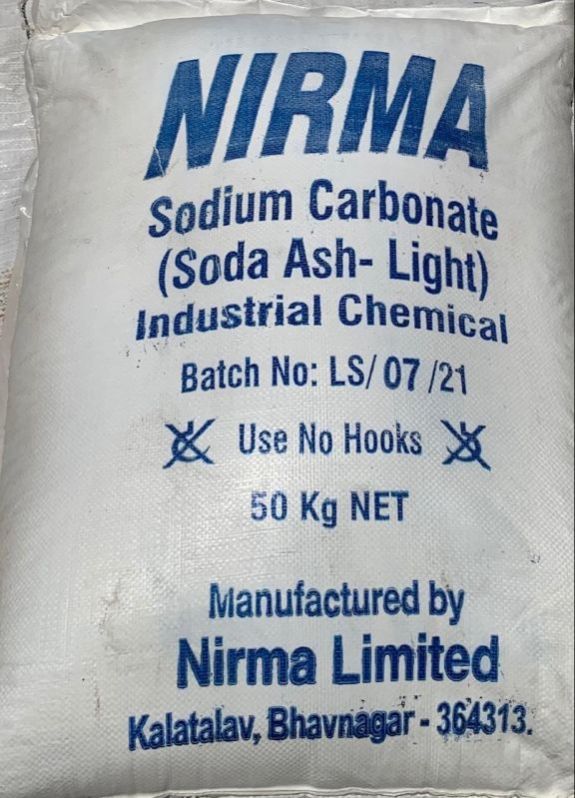 NIRMA
Sodium Carbonate
(Soda Ash- Light)
Industrial Chemical
Batch No: LS/ 07 /21
Use No Hooks
50 Kg NET
Manufactured by
Nirma Limited
Kalatalav, Bhavnagar - 364313.